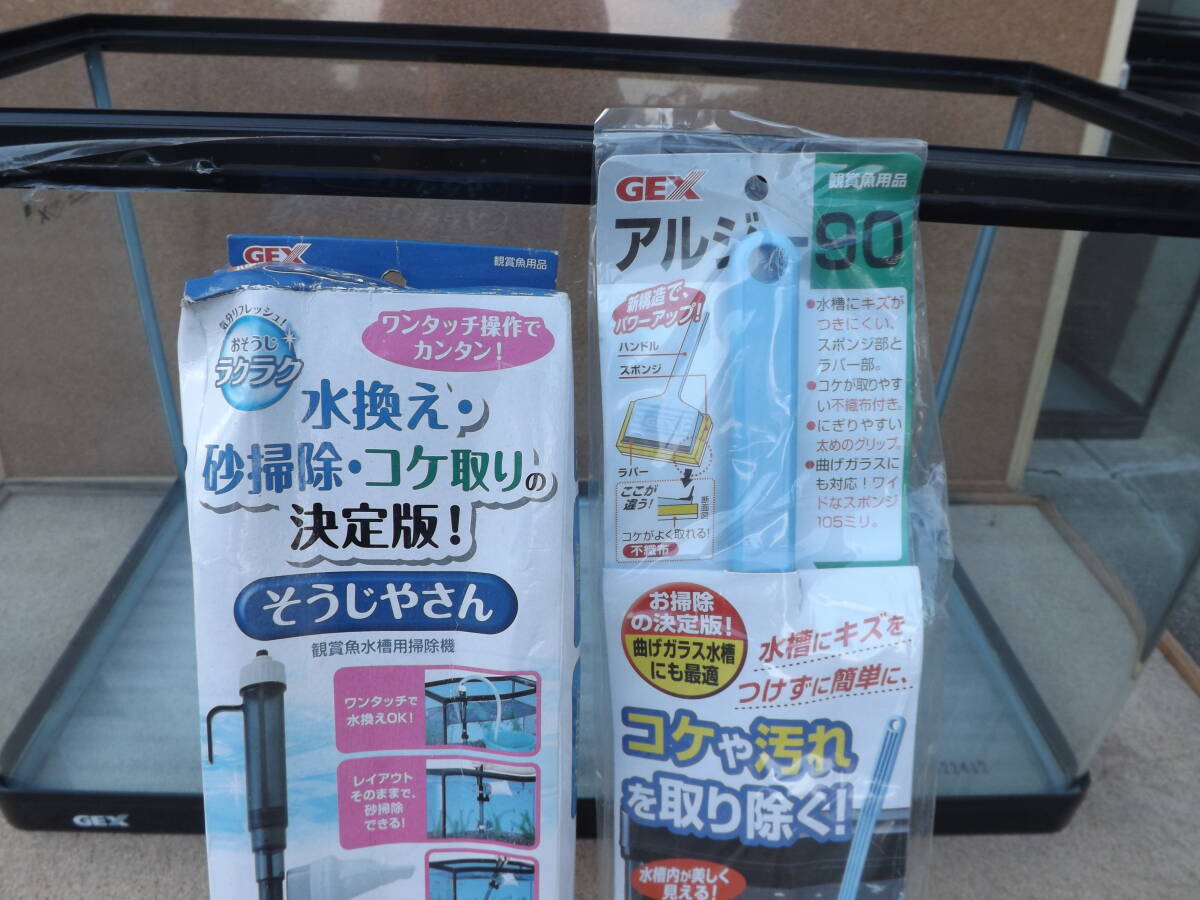 GEX
観賞魚用品
気分リフレッシュ!
おそうじ
ラクラク
ワンタッチ操作で
カンタン!
水換え・
砂掃除・コケ取りの
決定版!
そうじやさん
観賞魚水槽用掃除機
ワンタッチで
水換えOK!
レイアウト
そのままで、
砂掃除
できる!
GEX
観賞魚用品
アルジー90
新構造で、
パワーアップ!
ハンドル
スポンジ
ラバー
ここが
違う!
断面図
コケがよく取れる!
不織布
●水槽にキズが
つきにくい、
スポンジ部と
ラバー部。
●コケが取りやす
い不織布付き。
●にぎりやすい
太めのグリップ。
●曲げガラスに
も対応!ワイ
ドなスポンジ
105ミリ。
お掃除
の決定版!
曲げガラス水槽
にも最適
水槽にキズを
つけずに簡単に、
コケや汚れ
を取り除く!
水槽内が美しく
見える!
GEX